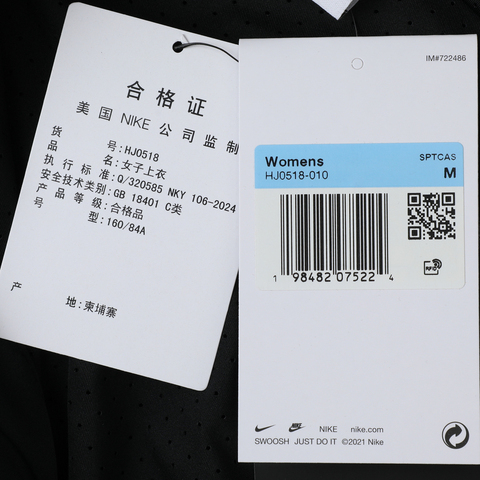 合格证
美国 NIKE 公司监制
货号:HJ0518
品名:女子上衣
执行标准:Q/320585 NKY 106-2024
安全技术类别:GB 18401 C类
产品等级:合格品
号型:160/84A
产地:柬埔寨
IM#722486
Womens SPTCAS
HJ0518-010 M
1 98482 07522 4
RFID
NIKE nike.com
SWOOSH JUST DO IT ©2021 Nike